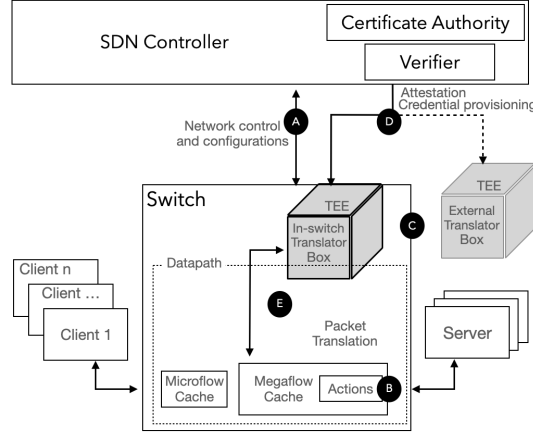 Certificate Authority
SDN Controller
Verifier
Attestation
Credential provisioning
A
D
Network control
and configurations
Switch
TEE
TEE
In-switch
Translator
Box
C
External
Translator
Box
Datapath
Client n
Client ...
Client 1
E
Packet
Translation
Server
Microflow
Cache
Megaflow
Cache
Actions
B